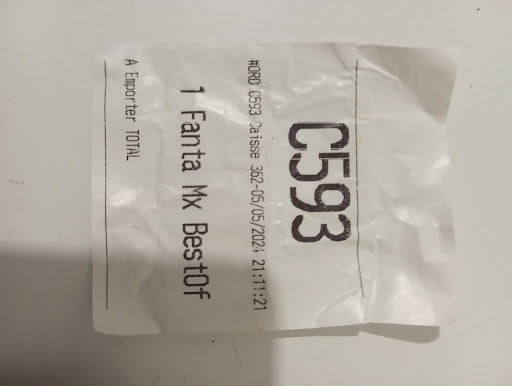 C593
#ORD C593 Caisse 362-05/05/2024 21:11:21
1 Fanta Mx BestOf
A Emporter TOTAL